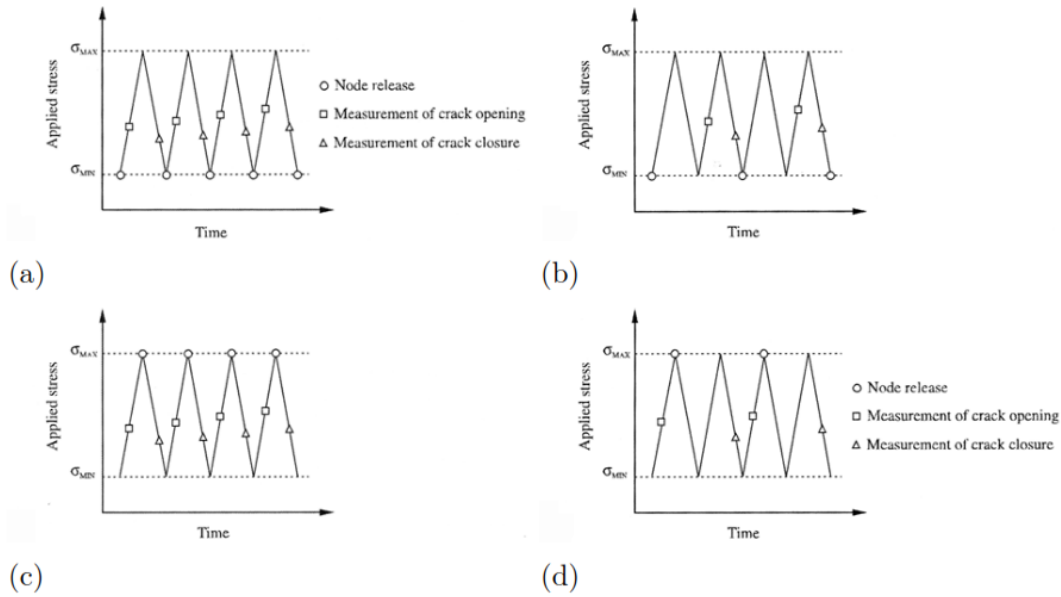 Applied stress
σMAX
σMIN
Time
○ Node release
□ Measurement of crack opening
△ Measurement of crack closure
(a)
Applied stress
σMAX
σMIN
Time
(b)
Applied stress
σMAX
σMIN
Time
(c)
Applied stress
σMAX
σMIN
Time
○ Node release
□ Measurement of crack opening
△ Measurement of crack closure
(d)